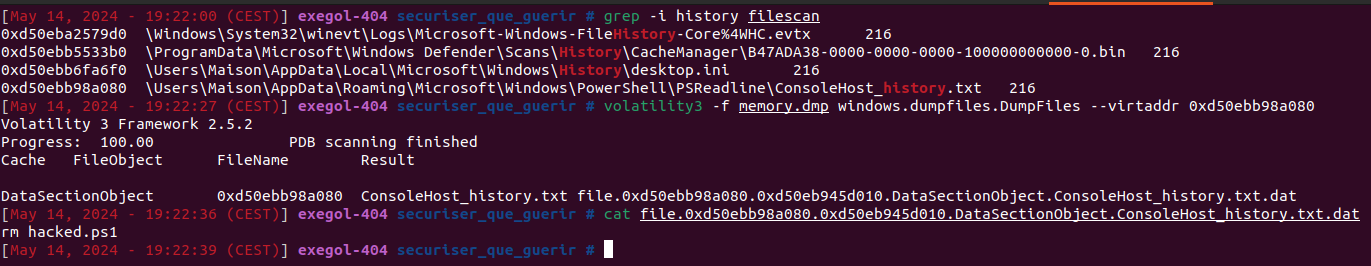 [May 14, 2024 - 19:22:00 (CEST)] exegol-404 securiser_que_guerir # grep -i history filescan
0xd50eba2579d0  \Windows\System32\winevt\Logs\Microsoft-Windows-FileHistory-Core%4WHC.evtx      216
0xd50ebb5533b0  \ProgramData\Microsoft\Windows Defender\Scans\History\CacheManager\B47ADA38-0000-0000-0000-100000000000-0.bin   216
0xd50ebb6fa6f0  \Users\Maison\AppData\Local\Microsoft\Windows\History\desktop.ini       216
0xd50ebb98a080  \Users\Maison\AppData\Roaming\Microsoft\Windows\PowerShell\PSReadline\ConsoleHost_history.txt   216
[May 14, 2024 - 19:22:27 (CEST)] exegol-404 securiser_que_guerir # volatility3 -f memory.dmp windows.dumpfiles.DumpFiles --virtaddr 0xd50ebb98a080
Volatility 3 Framework 2.5.2
Progress:  100.00               PDB scanning finished
Cache   FileObject      FileName        Result

DataSectionObject       0xd50ebb98a080  ConsoleHost_history.txt file.0xd50ebb98a080.0xd50eb945d010.DataSectionObject.ConsoleHost_history.txt.dat
[May 14, 2024 - 19:22:36 (CEST)] exegol-404 securiser_que_guerir # cat file.0xd50ebb98a080.0xd50eb945d010.DataSectionObject.ConsoleHost_history.txt.dat
rm hacked.ps1
[May 14, 2024 - 19:22:39 (CEST)] exegol-404 securiser_que_guerir #